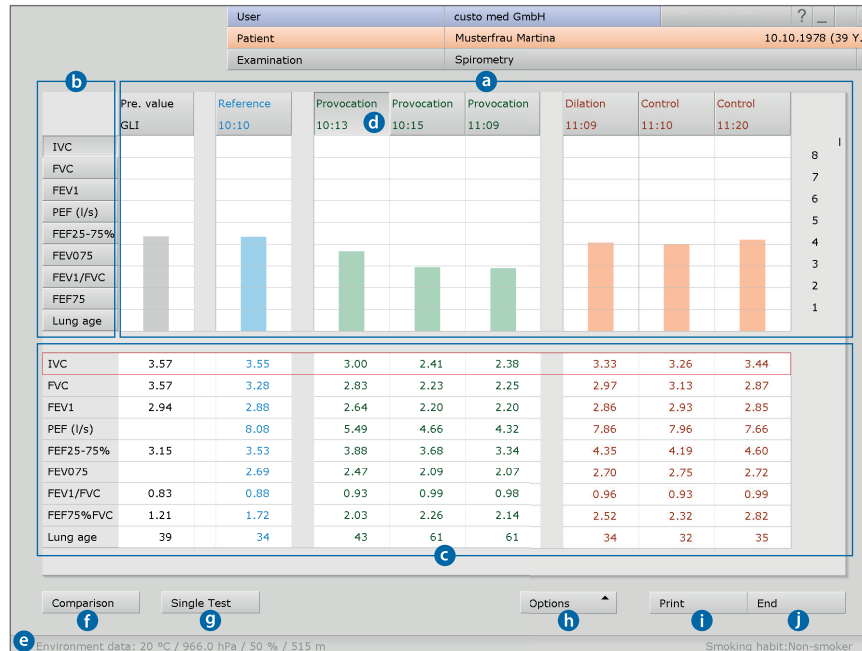 User custo med GmbH ? _
Patient Musterfrau Martina 10.10.1978 (39 Y.
Examination Spirometry
b a
Pre. value Reference Provocation Provocation Provocation Dilation Control Control
GLI 10:10 10:13 d 10:15 11:09 11:09 11:10 11:20
l
IVC
8
FVC
7
FEV1
6
PEF (l/s)
5
FEF25-75%
4
FEV075
3
FEV1/FVC
2
FEF75
1
Lung age
IVC 3.57 3.55 3.00 2.41 2.38 3.33 3.26 3.44
FVC 3.57 3.28 2.83 2.23 2.25 2.97 3.13 2.87
FEV1 2.94 2.88 2.64 2.20 2.20 2.86 2.93 2.85
PEF (l/s) 8.08 5.49 4.66 4.32 7.86 7.96 7.66
FEF25-75% 3.15 3.53 3.88 3.68 3.34 4.35 4.19 4.60
FEV075 2.69 2.47 2.09 2.07 2.70 2.75 2.72
FEV1/FVC 0.83 0.88 0.93 0.99 0.98 0.96 0.93 0.99
FEF75%FVC 1.21 1.72 2.03 2.26 2.14 2.52 2.32 2.82
Lung age 39 34 43 61 61 34 32 35
c
Comparison Single Test Options Print End
f g h i j
e Environment data: 20 ºC / 966.0 hPa / 50 % / 515 m Smoking habit:Non-smoker